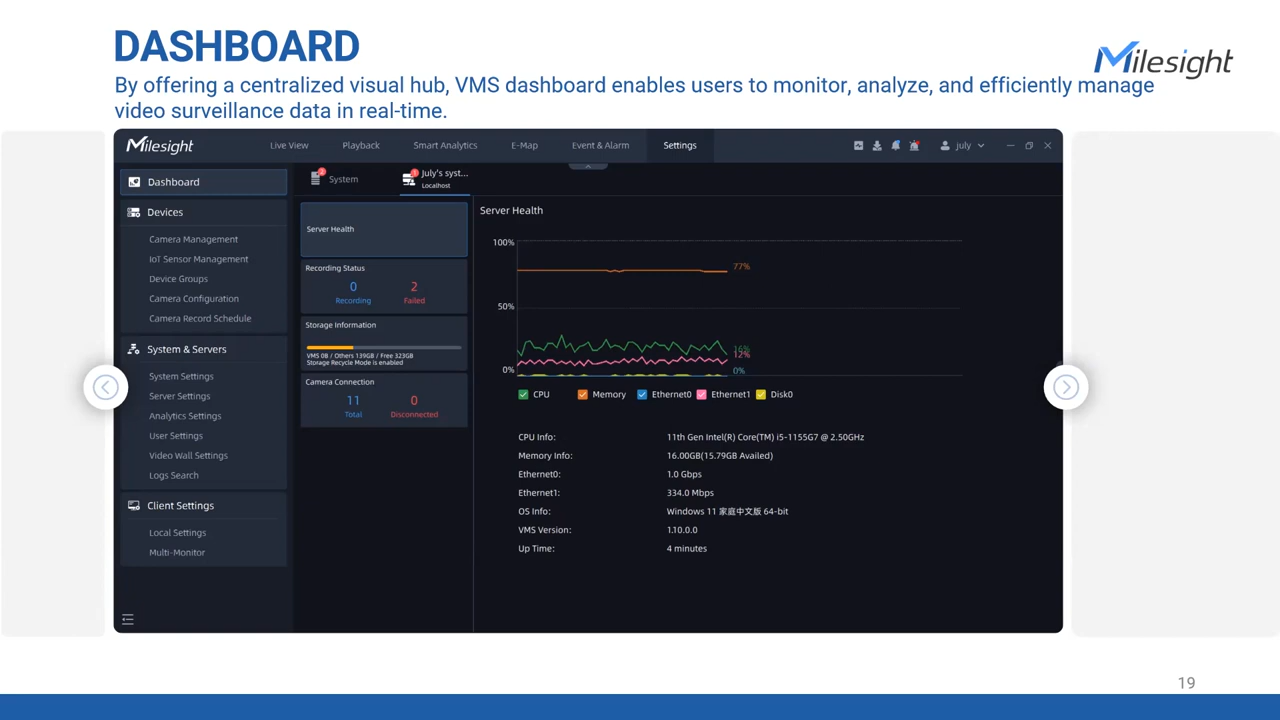 DASHBOARD
Milesight
By offering a centralized visual hub, VMS dashboard enables users to monitor, analyze, and efficiently manage
video surveillance data in real-time.
Milesight
Live View
Playback
Smart Analytics
E-Map
Event & Alarm
Settings
july
Dashboard
Devices
Camera Management
IoT Sensor Management
Device Groups
Camera Configuration
Camera Record Schedule
System & Servers
System Settings
Server Settings
Analytics Settings
User Settings
Video Wall Settings
Logs Search
Client Settings
Local Settings
Multi-Monitor
2
System
1
July's syst...
Localhost
Server Health
Recording Status
0 2
Recording Failed
Storage Information
VMS 0B / Others 139GB / Free 323GB
Storage Recycle Mode is enabled
Camera Connection
11 0
Total Disconnected
Server Health
100%
77%
50%
16%
12%
0% 0%
CPU Memory Ethernet0 Ethernet1 Disk0
CPU Info: 11th Gen Intel(R) Core(TM) i5-1155G7 @ 2.50GHz
Memory Info: 16.00GB(15.79GB Availed)
Ethernet0: 1.0 Gbps
Ethernet1: 334.0 Mbps
OS Info: Windows 11 家庭中文版 64-bit
VMS Version: 1.10.0.0
Up Time: 4 minutes
19